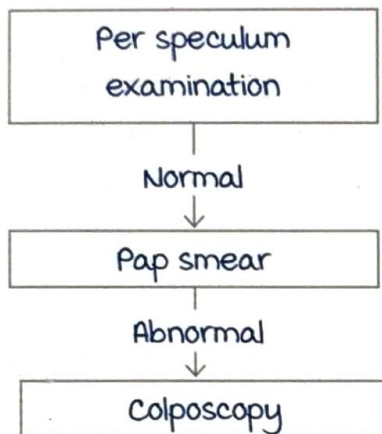 Per speculum
examination
Normal
Pap smear
Abnormal
Colposcopy